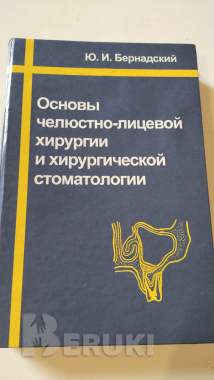 Ю. И. Бернадский
Основы
челюстно-лицевой
хирургии
и хирургической
стоматологии
BERUKI